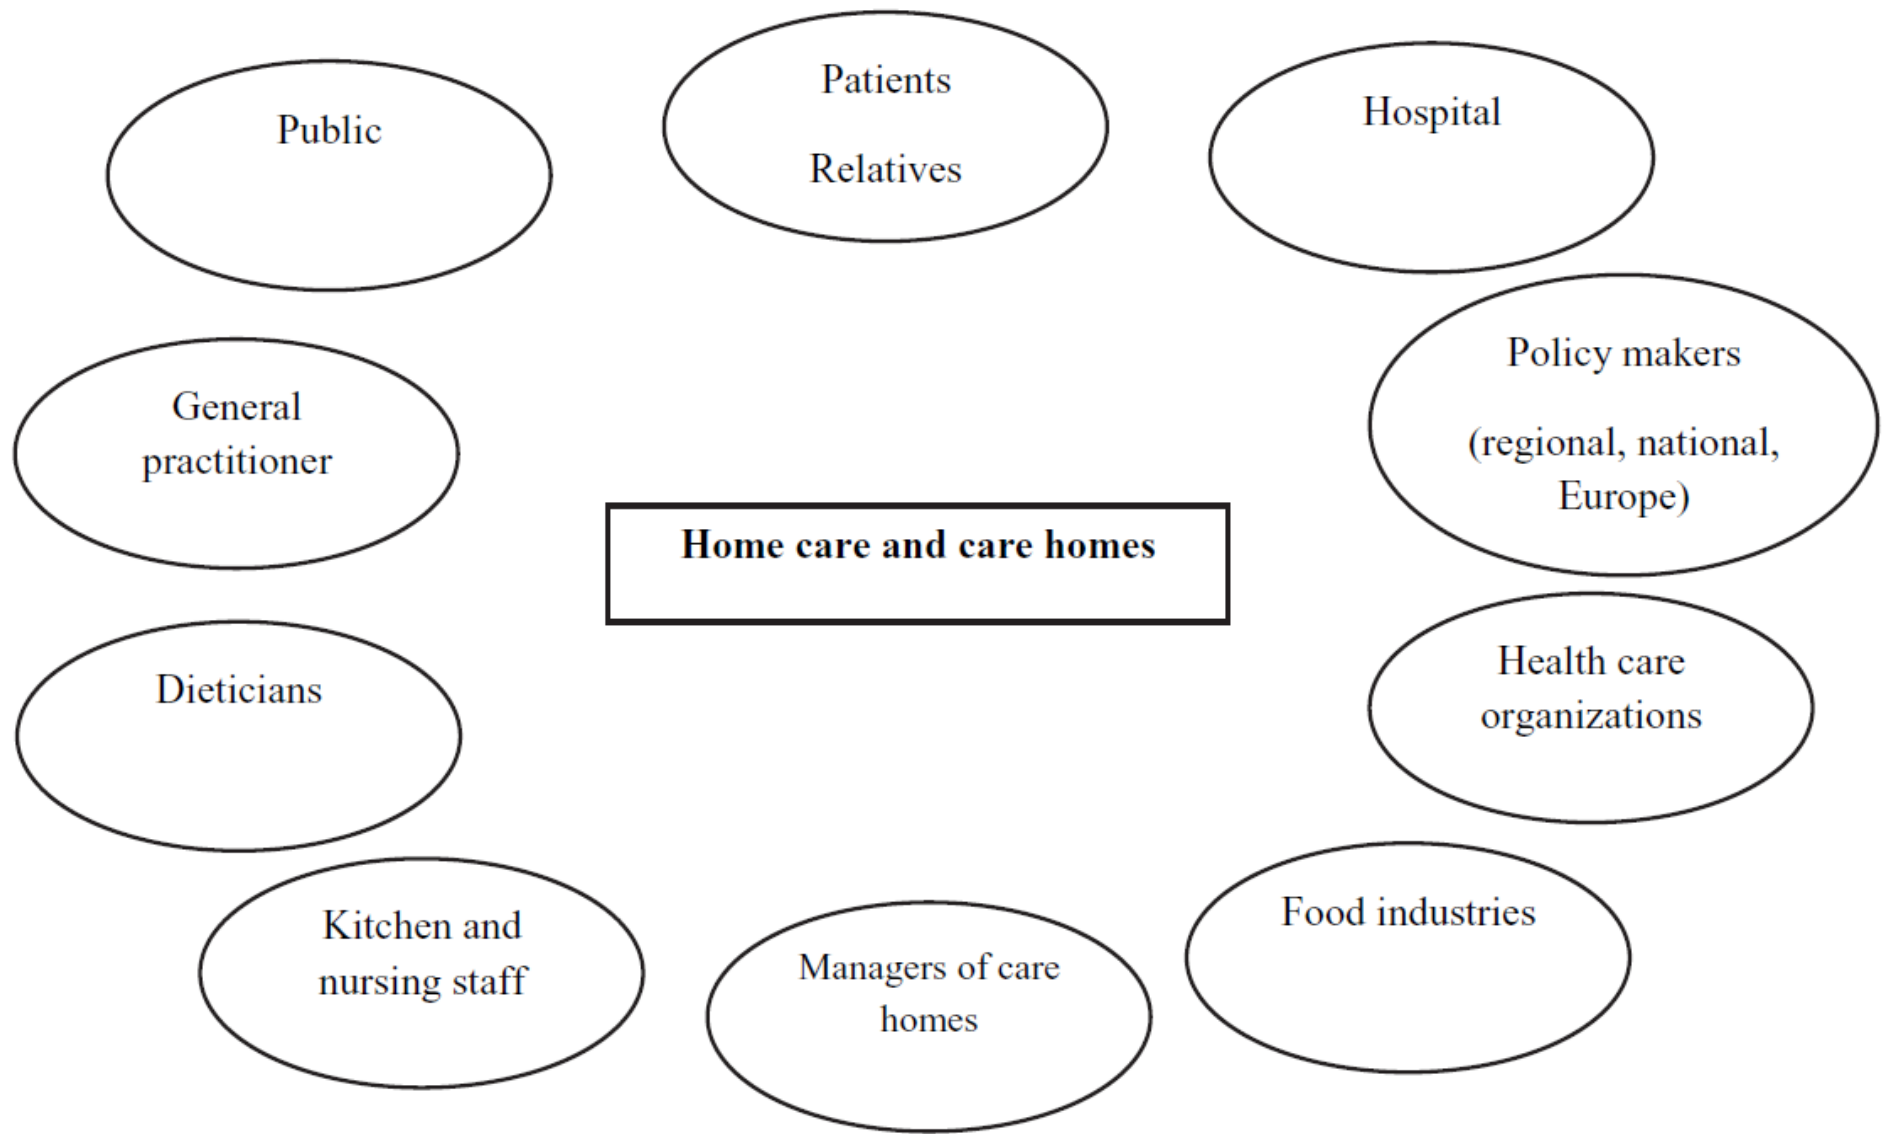 Public
Patients
Relatives
Hospital
Policy makers
(regional, national,
Europe)
General
practitioner
Home care and care homes
Health care
organizations
Dieticians
Food industries
Kitchen and
nursing staff
Managers of care
homes